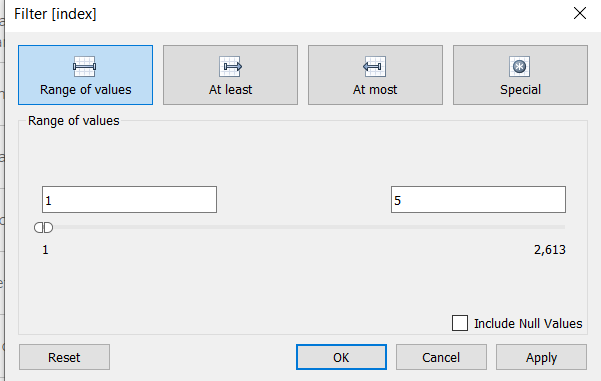 Filter [index]
Range of values
At least
At most
Special
Range of values
1
5
1
2,613
Include Null Values
Reset
OK
Cancel
Apply